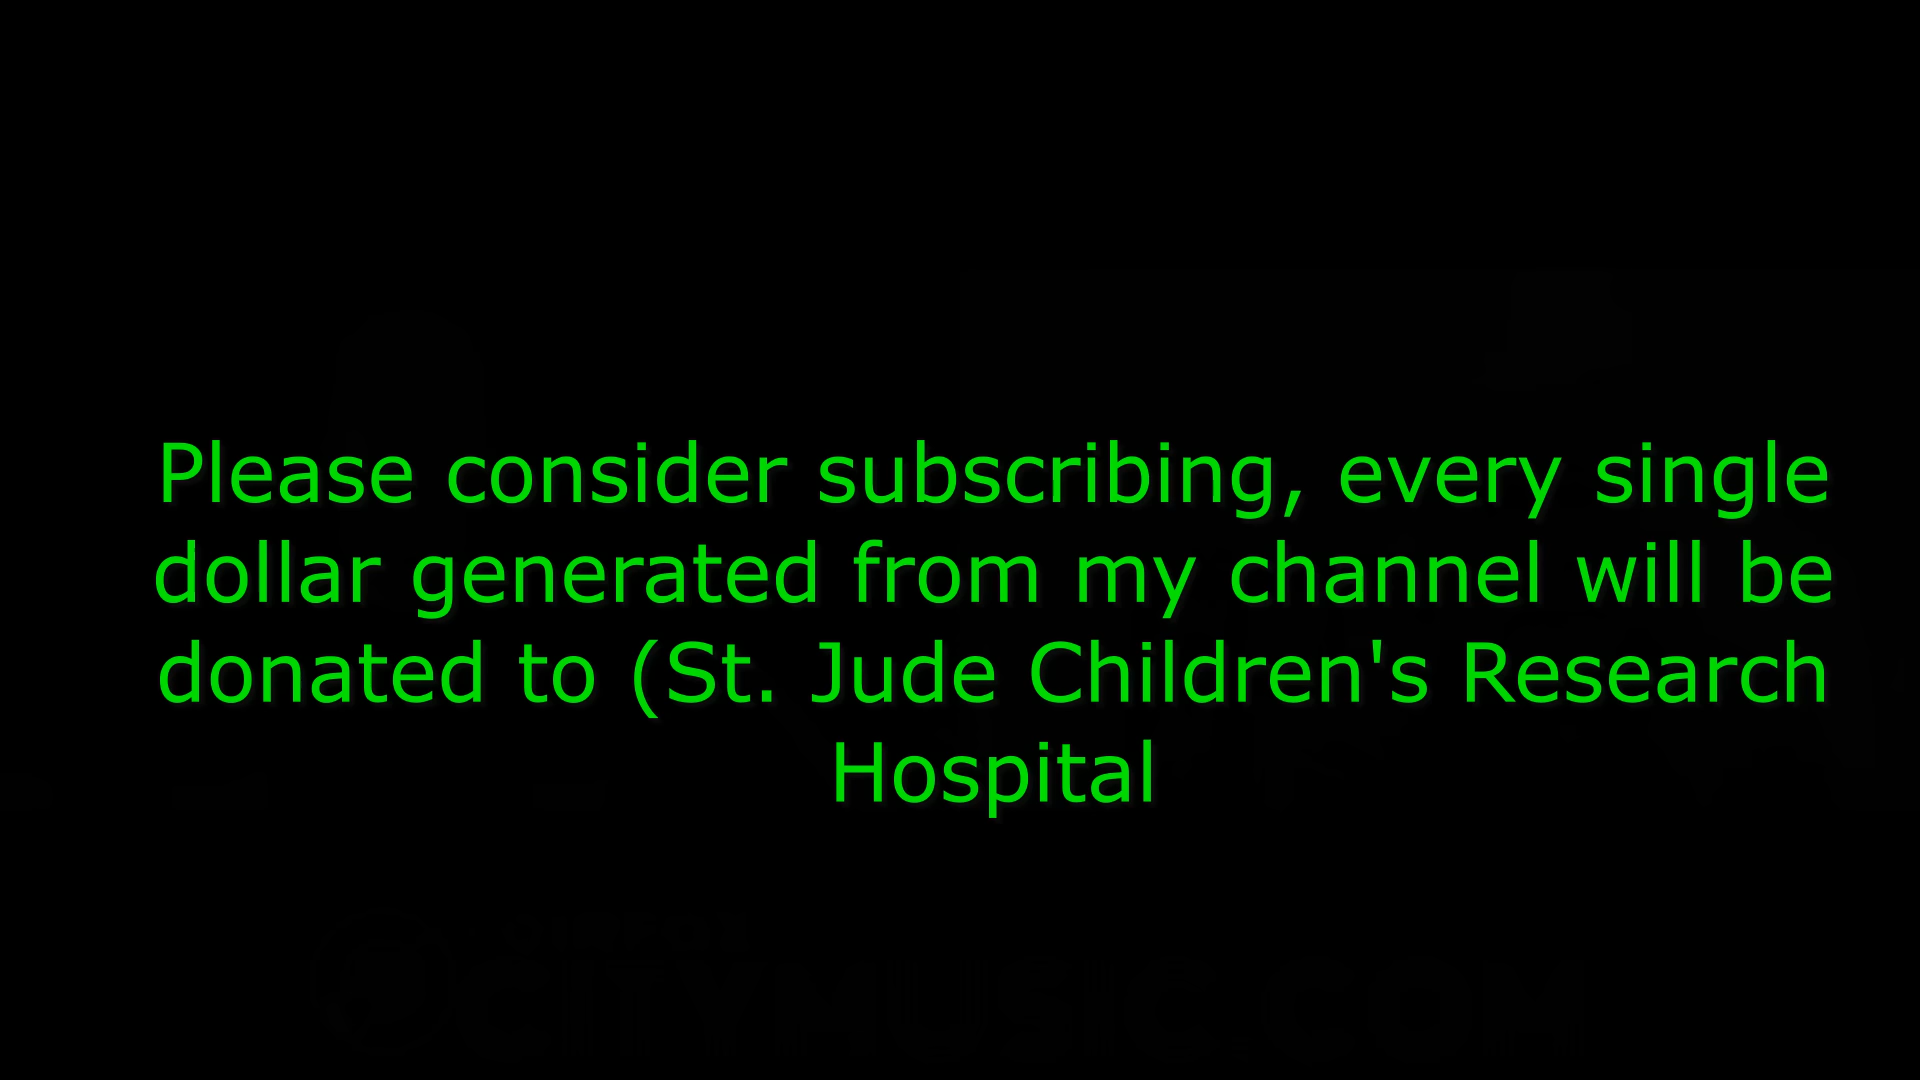 Please consider subscribing, every single
dollar generated from my channel will be
donated to (St. Jude Children's Research
Hospital